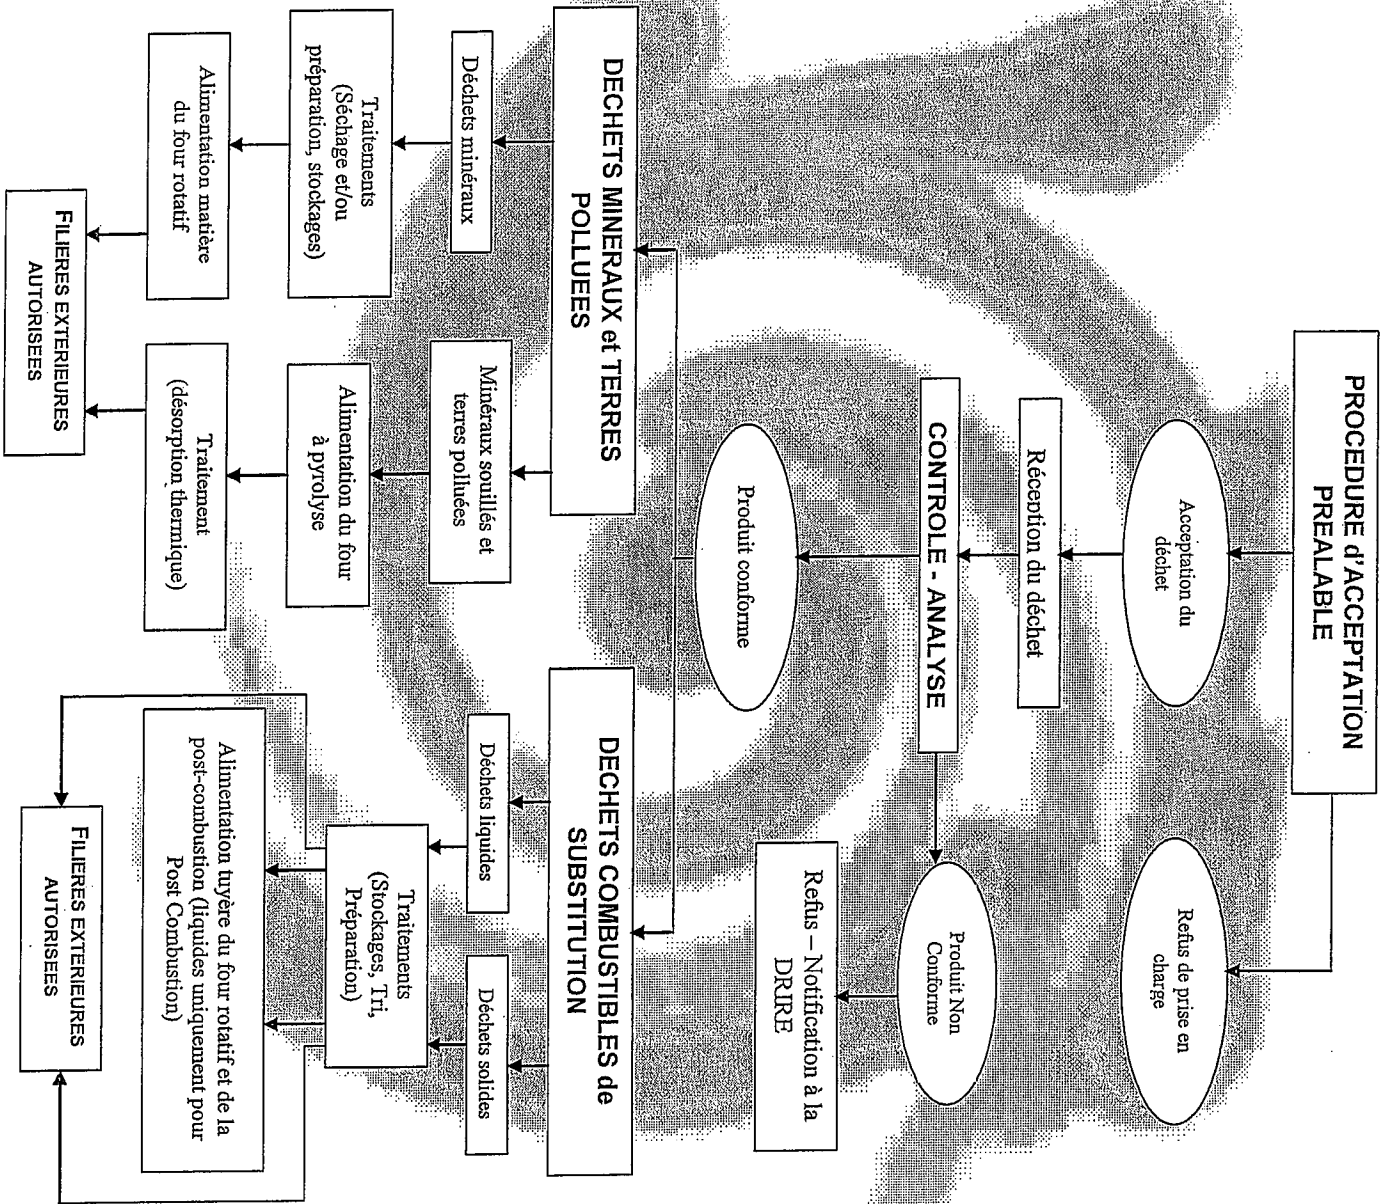 PROCEDURE d'ACCEPTATION
PREALABLE
Acceptation du
déchet
Refus de prise en
charge
Réception du déchet
CONTROLE - ANALYSE
Produit Non
Conforme
Produit conforme
Refus – Notification à la
DRIRE
DECHETS MINERAUX et TERRES
POLLUEES
DECHETS COMBUSTIBLES de
SUBSTITUTION
Déchets minéraux
Minéraux souillés et
terres polluées
Déchets liquides
Déchets solides
Traitements
(Séchage et/ou
préparation, stockages)
Alimentation du four
à pyrolyse
Traitements
(Stockages, Tri,
Préparation)
Alimentation matière
du four rotatif
Traitement
(désorption thermique)
Alimentation tuyère du four rotatif et de la
post-combustion (liquides uniquement pour
Post Combustion)
FILIERES EXTERIEURES
AUTORISEES
FILIERES EXTERIEURES
AUTORISEES